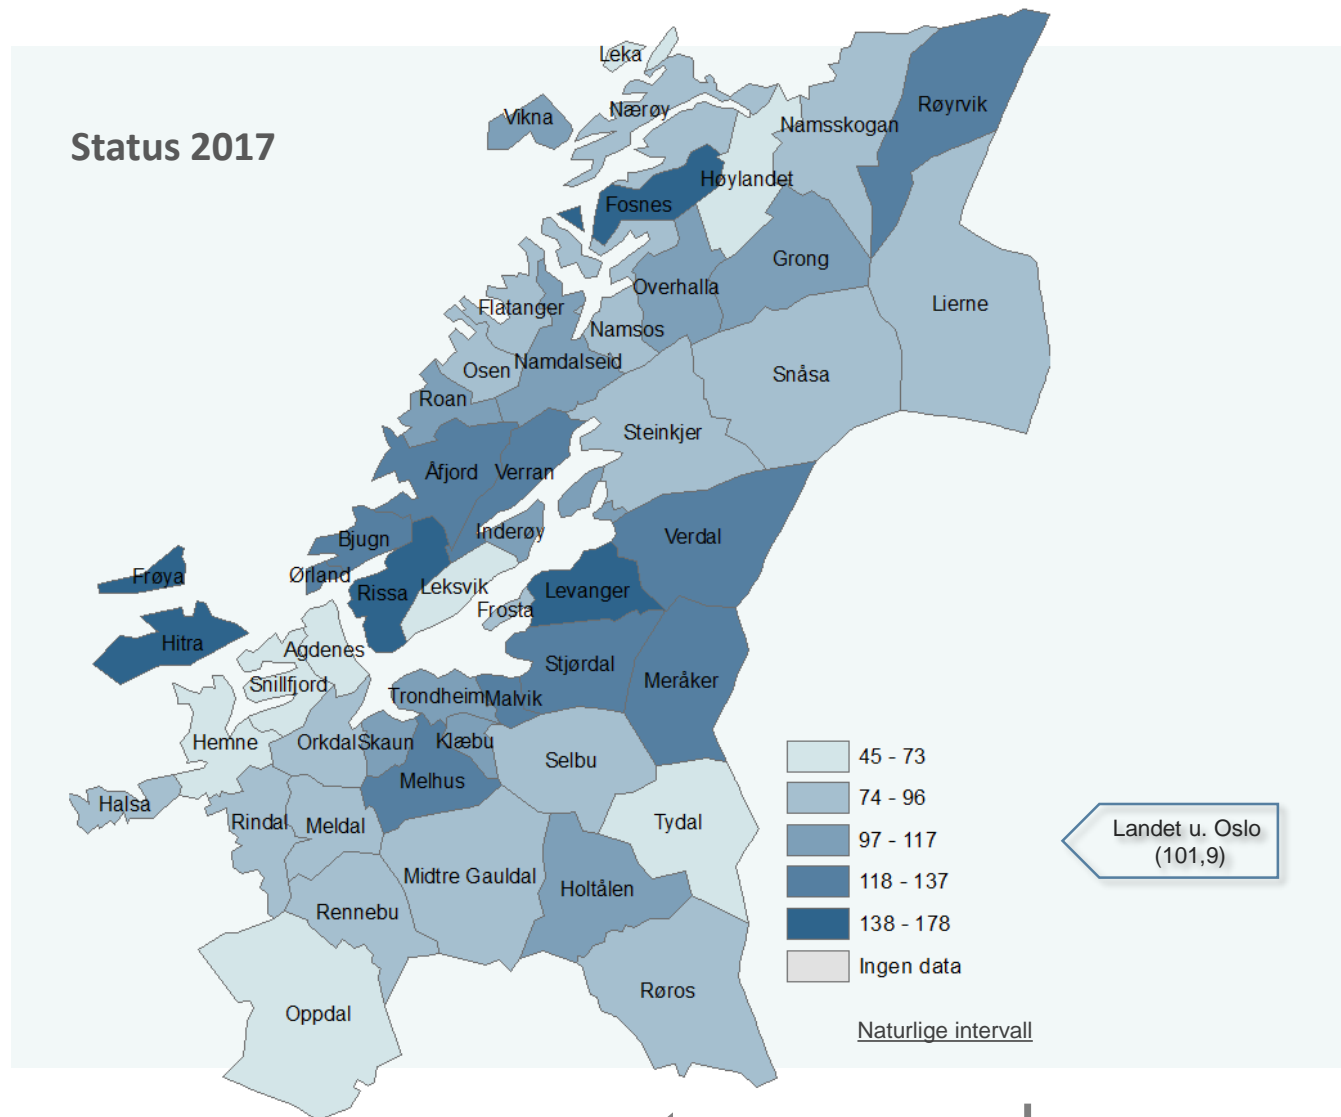 Status 2017
Leka
Vikna
Nærøy
Namsskogan
Røyrvik
Høylandet
Fosnes
Grong
Overhalla
Lierne
Flatanger
Namsos
Osen
Namdalseid
Snåsa
Roan
Steinkjer
Åfjord
Verran
Inderøy
Bjugn
Verdal
Ørland
Frøya
Rissa
Leksvik
Levanger
Frosta
Hitra
Agdenes
Stjørdal
Snillfjord
Meråker
Trondheim
Malvik
Hemne
Orkdal
Skaun
Klæbu
Selbu
Melhus
Halsa
Rindal
Meldal
Tydal
Midtre Gauldal
Holtålen
Rennebu
Røros
Oppdal
45 - 73
74 - 96
97 - 117
118 - 137
138 - 178
Ingen data
Naturlige intervall
Landet u. Oslo
(101,9)